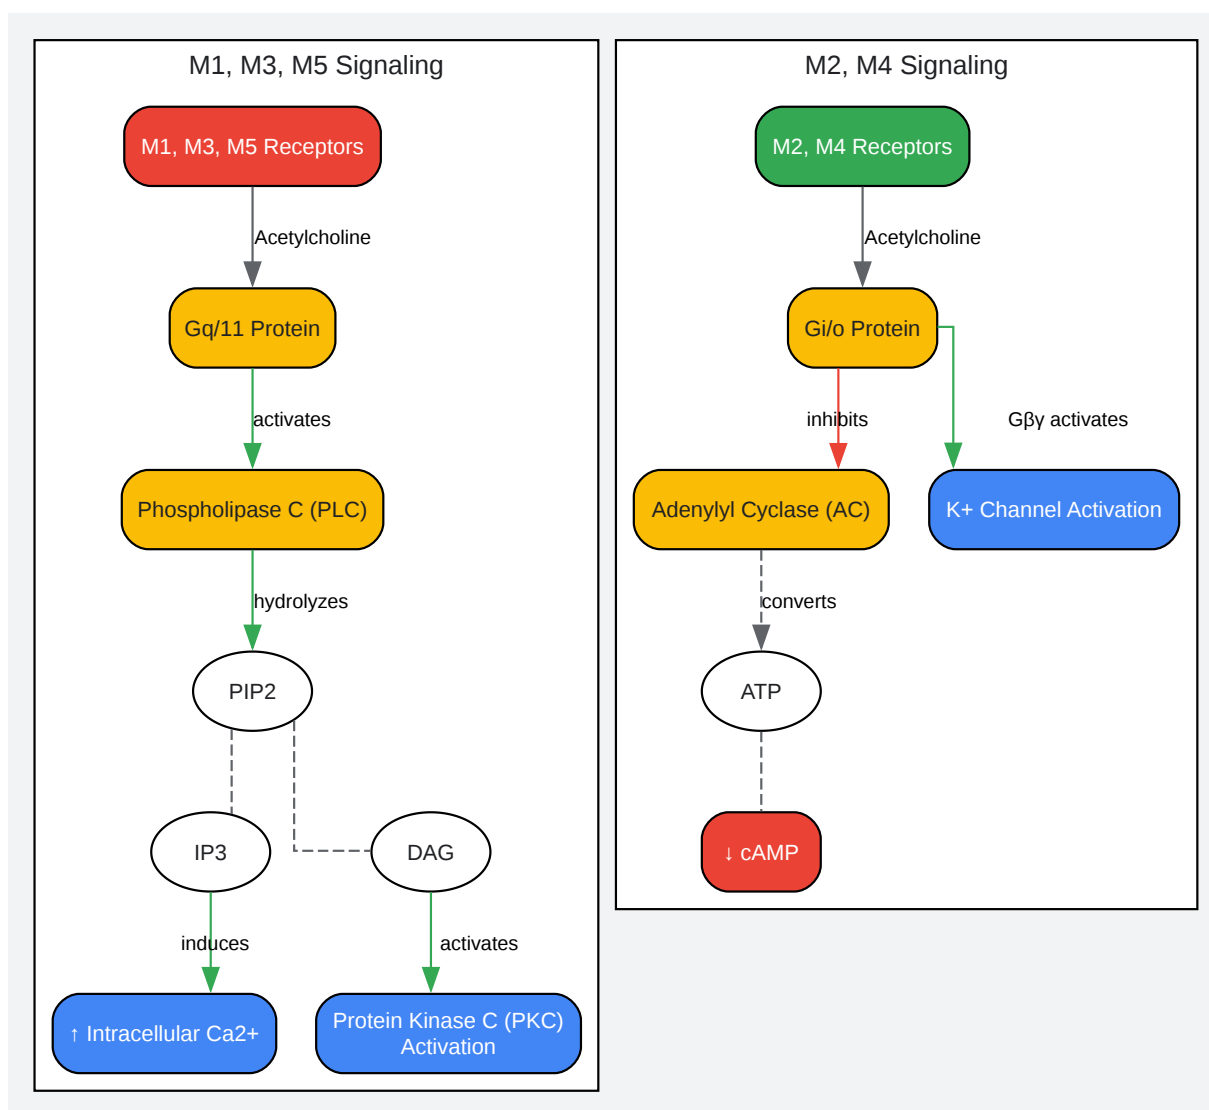 M1, M3, M5 Signaling
M1, M3, M5 Receptors
Acetylcholine
Gq/11 Protein
activates
Phospholipase C (PLC)
hydrolyzes
PIP2
IP3
DAG
induces
activates
↑ Intracellular Ca2+
Protein Kinase C (PKC)
Activation
M2, M4 Signaling
M2, M4 Receptors
Acetylcholine
Gi/o Protein
inhibits
Gβγ activates
Adenylyl Cyclase (AC)
K+ Channel Activation
converts
ATP
↓ cAMP